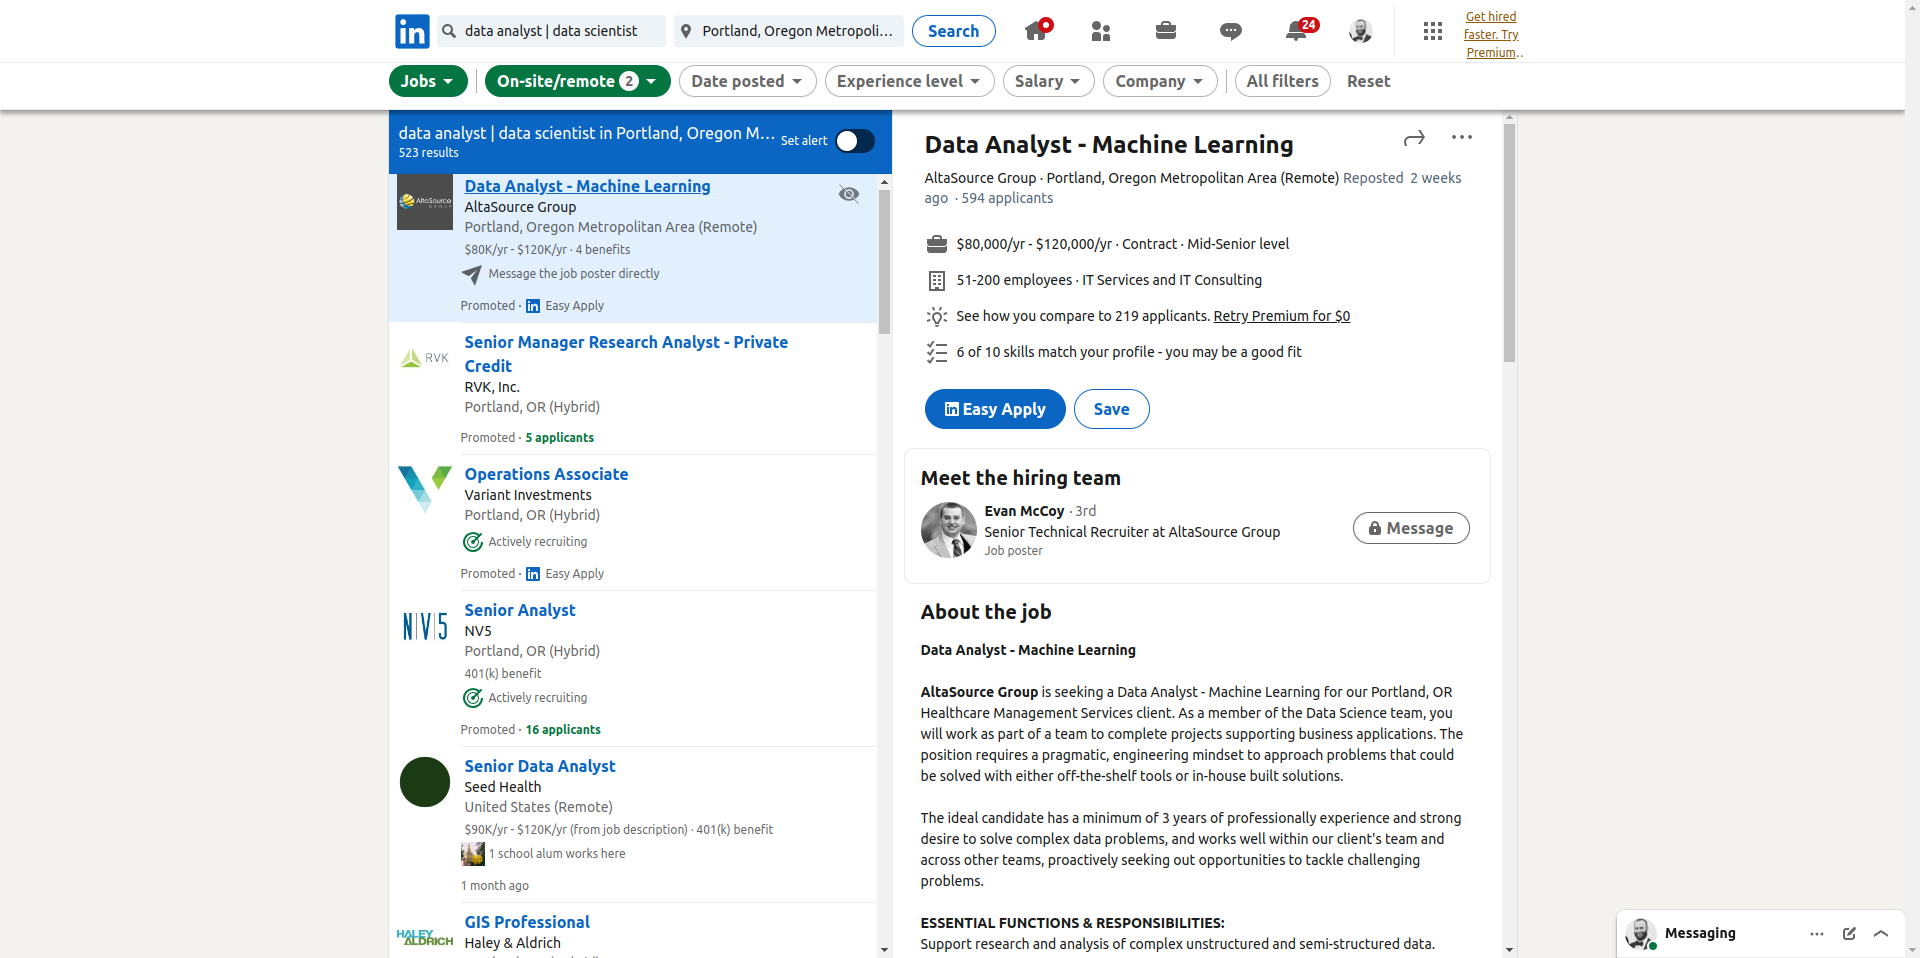 in
data analyst | data scientist
Portland, Oregon Metropoli...
Search
24
Get hired
faster. Try
Premium..
Jobs
On-site/remote 2
Date posted
Experience level
Salary
Company
All filters
Reset
data analyst | data scientist in Portland, Oregon M...
523 results
Set alert
AltaSource
GROUP
Data Analyst - Machine Learning
AltaSource Group
Portland, Oregon Metropolitan Area (Remote)
$80K/yr - $120K/yr · 4 benefits
Message the job poster directly
Promoted · in Easy Apply
RVK
Senior Manager Research Analyst - Private
Credit
RVK, Inc.
Portland, OR (Hybrid)
Promoted · 5 applicants
Operations Associate
Variant Investments
Portland, OR (Hybrid)
Actively recruiting
Promoted · in Easy Apply
N|V|5
Senior Analyst
NV5
Portland, OR (Hybrid)
401(k) benefit
Actively recruiting
Promoted · 16 applicants
Senior Data Analyst
Seed Health
United States (Remote)
$90K/yr - $120K/yr (from job description) · 401(k) benefit
1 school alum works here
1 month ago
HALEY
ALDRICH
GIS Professional
Haley & Aldrich
Data Analyst - Machine Learning
AltaSource Group · Portland, Oregon Metropolitan Area (Remote) Reposted 2 weeks
ago · 594 applicants
$80,000/yr - $120,000/yr · Contract · Mid-Senior level
51-200 employees · IT Services and IT Consulting
See how you compare to 219 applicants. Retry Premium for $0
6 of 10 skills match your profile - you may be a good fit
in Easy Apply
Save
Meet the hiring team
Evan McCoy · 3rd
Senior Technical Recruiter at AltaSource Group
Job poster
Message
About the job
Data Analyst - Machine Learning
AltaSource Group is seeking a Data Analyst - Machine Learning for our Portland, OR
Healthcare Management Services client. As a member of the Data Science team, you
will work as part of a team to complete projects supporting business applications. The
position requires a pragmatic, engineering mindset to approach problems that could
be solved with either off-the-shelf tools or in-house built solutions.
The ideal candidate has a minimum of 3 years of professionally experience and strong
desire to solve complex data problems, and works well within our client's team and
across other teams, proactively seeking out opportunities to tackle challenging
problems.
ESSENTIAL FUNCTIONS & RESPONSIBILITIES:
Support research and analysis of complex unstructured and semi-structured data.
Messaging